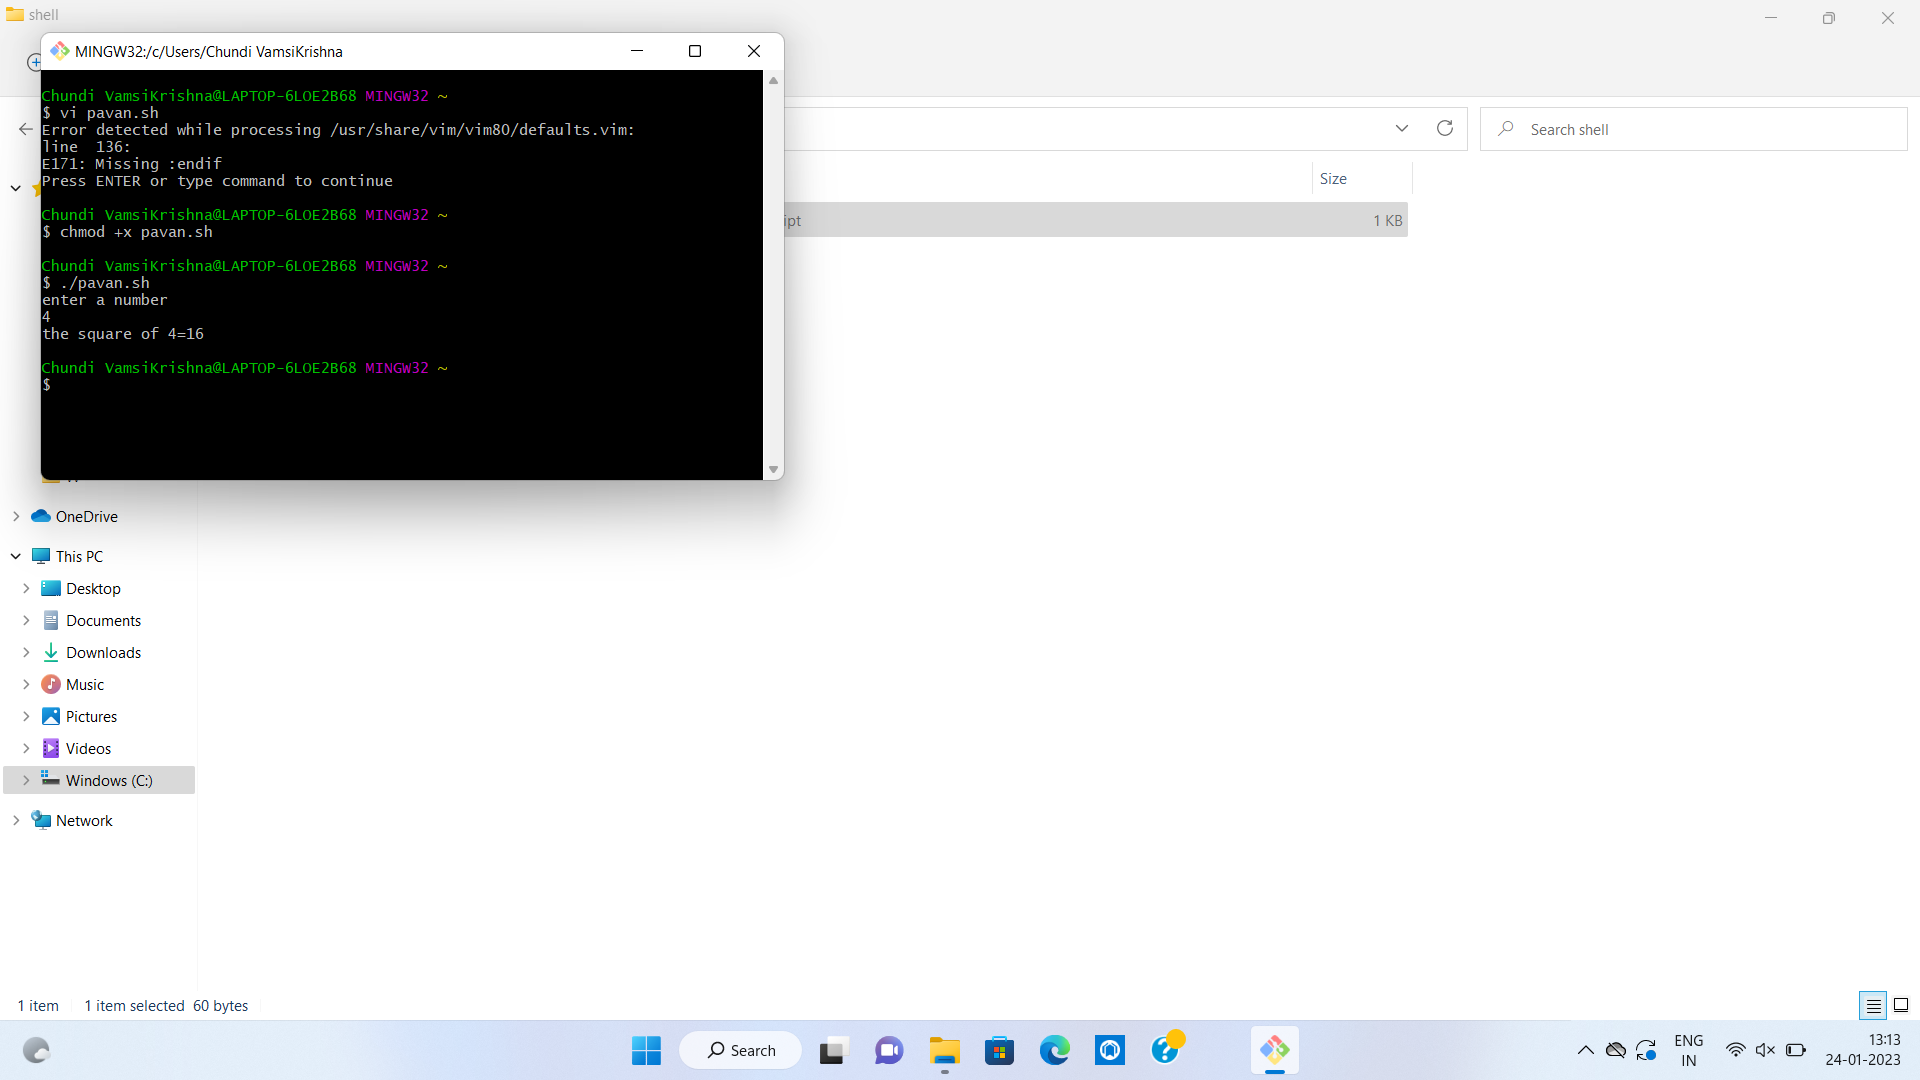 shell
MINGW32:/c/Users/Chundi VamsiKrishna
Chundi VamsiKrishna@LAPTOP-6LOE2B68 MINGW32 ~
$ vi pavan.sh
Error detected while processing /usr/share/vim/vim80/defaults.vim:
line  136:
E171: Missing :endif
Press ENTER or type command to continue
Chundi VamsiKrishna@LAPTOP-6LOE2B68 MINGW32 ~
$ chmod +x pavan.sh
Chundi VamsiKrishna@LAPTOP-6LOE2B68 MINGW32 ~
$ ./pavan.sh
enter a number
4
the square of 4=16
Chundi VamsiKrishna@LAPTOP-6LOE2B68 MINGW32 ~
$
Search shell
Size
ipt
1 KB
OneDrive
This PC
Desktop
Documents
Downloads
Music
Pictures
Videos
Windows (C:)
Network
1 item
1 item selected 60 bytes
Search
ENG
IN
13:13
24-01-2023